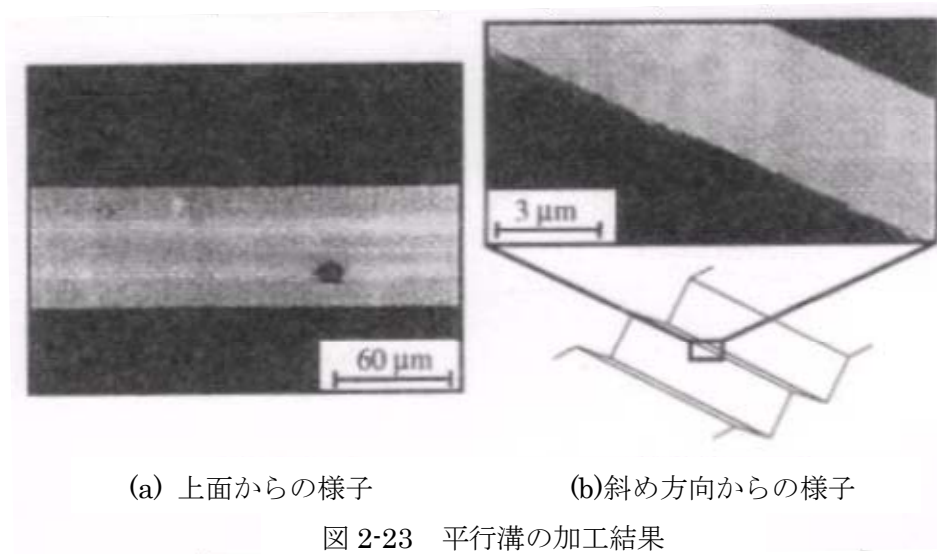 3 μm
60 μm
(a) 上面からの様子
(b)斜め方向からの様子
図 2-23 平行溝の加工結果